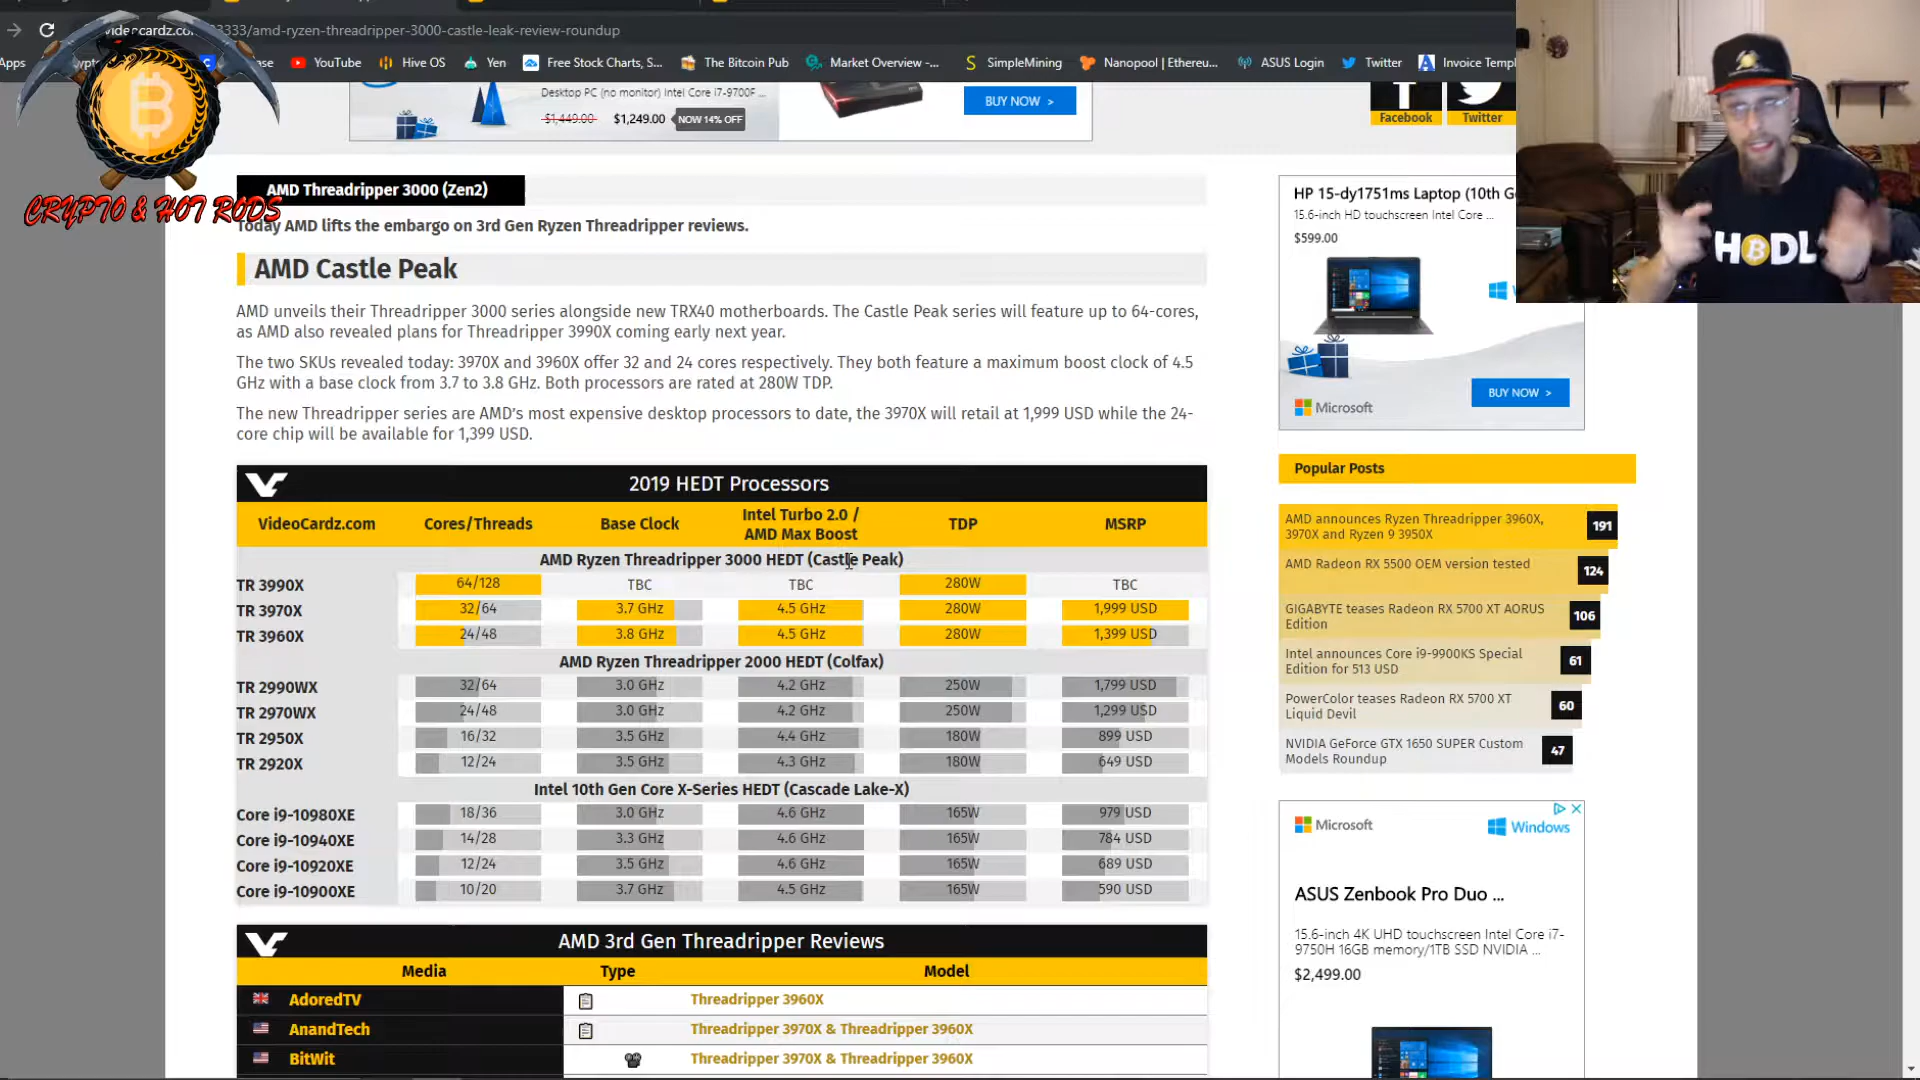 videocardz.co
3333/amd-ryzen-threadripper-3000-castle-leak-review-roundup
Apps
YouTube
Hive OS
Yen
Free Stock Charts, S...
The Bitcoin Pub
Market Overview -...
SimpleMining
Nanopool | Ethereu...
ASUS Login
Twitter
Invoice Templ
CRYPTO & HOT RODS
Desktop PC (no monitor) Intel Core i7-9700F ...
$1,449.00 $1,249.00 NOW 14% OFF
BUY NOW >
Facebook
Twitter
HODL
AMD Threadripper 3000 (Zen2)
Today AMD lifts the embargo on 3rd Gen Ryzen Threadripper reviews.
AMD Castle Peak
AMD unveils their Threadripper 3000 series alongside new TRX40 motherboards. The Castle Peak series will feature up to 64-cores,
as AMD also revealed plans for Threadripper 3990X coming early next year.
The two SKUs revealed today: 3970X and 3960X offer 32 and 24 cores respectively. They both feature a maximum boost clock of 4.5
GHz with a base clock from 3.7 to 3.8 GHz. Both processors are rated at 280W TDP.
The new Threadripper series are AMD's most expensive desktop processors to date, the 3970X will retail at 1,999 USD while the 24-
core chip will be available for 1,399 USD.
2019 HEDT Processors
VideoCardz.com Cores/Threads Base Clock Intel Turbo 2.0 / AMD Max Boost TDP MSRP
AMD Ryzen Threadripper 3000 HEDT (Castle Peak)
TR 3990X 64/128 TBC TBC 280W TBC
TR 3970X 32/64 3.7 GHz 4.5 GHz 280W 1,999 USD
TR 3960X 24/48 3.8 GHz 4.5 GHz 280W 1,399 USD
AMD Ryzen Threadripper 2000 HEDT (Colfax)
TR 2990WX 32/64 3.0 GHz 4.2 GHz 250W 1,799 USD
TR 2970WX 24/48 3.0 GHz 4.2 GHz 250W 1,299 USD
TR 2950X 16/32 3.5 GHz 4.4 GHz 180W 899 USD
TR 2920X 12/24 3.5 GHz 4.3 GHz 180W 649 USD
Intel 10th Gen Core X-Series HEDT (Cascade Lake-X)
Core i9-10980XE 18/36 3.0 GHz 4.6 GHz 165W 979 USD
Core i9-10940XE 14/28 3.3 GHz 4.6 GHz 165W 784 USD
Core i9-10920XE 12/24 3.5 GHz 4.6 GHz 165W 689 USD
Core i9-10900XE 10/20 3.7 GHz 4.5 GHz 165W 590 USD
AMD 3rd Gen Threadripper Reviews
Media Type Model
AdoredTV Threadripper 3960X
AnandTech Threadripper 3970X & Threadripper 3960X
BitWit Threadripper 3970X & Threadripper 3960X
HP 15-dy1751ms Laptop (10th G
15.6-inch HD touchscreen Intel Core ...
$599.00
Microsoft
BUY NOW >
Popular Posts
AMD announces Ryzen Threadripper 3960X,
3970X and Ryzen 9 3950X
191
AMD Radeon RX 5500 OEM version tested
124
GIGABYTE teases Radeon RX 5700 XT AORUS
Edition
106
Intel announces Core i9-9900KS Special
Edition for 513 USD
61
PowerColor teases Radeon RX 5700 XT
Liquid Devil
60
NVIDIA GeForce GTX 1650 SUPER Custom
Models Roundup
47
Microsoft Windows
ASUS Zenbook Pro Duo ...
15.6-inch 4K UHD touchscreen Intel Core i7-
9750H 16GB memory/1TB SSD NVIDIA ...
$2,499.00